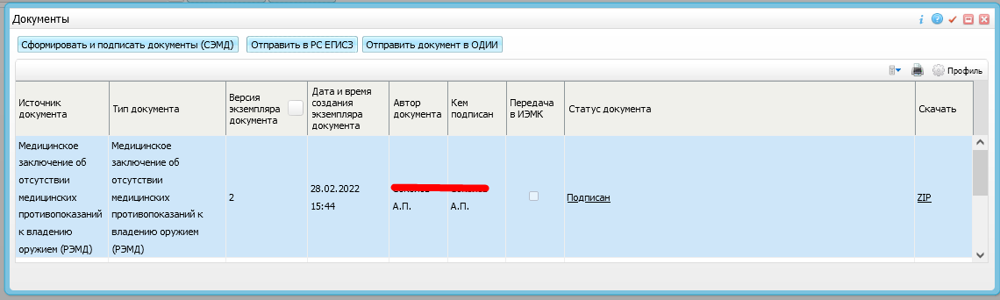 Документы
Сформировать и подписать документы (СЭМД)
Отправить в РС ЕГИСЗ
Отправить документ в ОДИИ
Профиль
Источник
документа
Тип документа
Версия
экземпляра
документа
Дата и время
создания
экземпляра
документа
Автор
документа
Кем
подписан
Передача
в ИЭМК
Статус документа
Скачать
Медицинское
заключение об
отсутствии
медицинских
противопоказаний
к владению
оружием (РЭМД)
Медицинское
заключение об
отсутствии
медицинских
противопоказаний к
владению оружием
(РЭМД)
2
28.02.2022
15:44
А.П.
А.П.
Подписан
ZIP